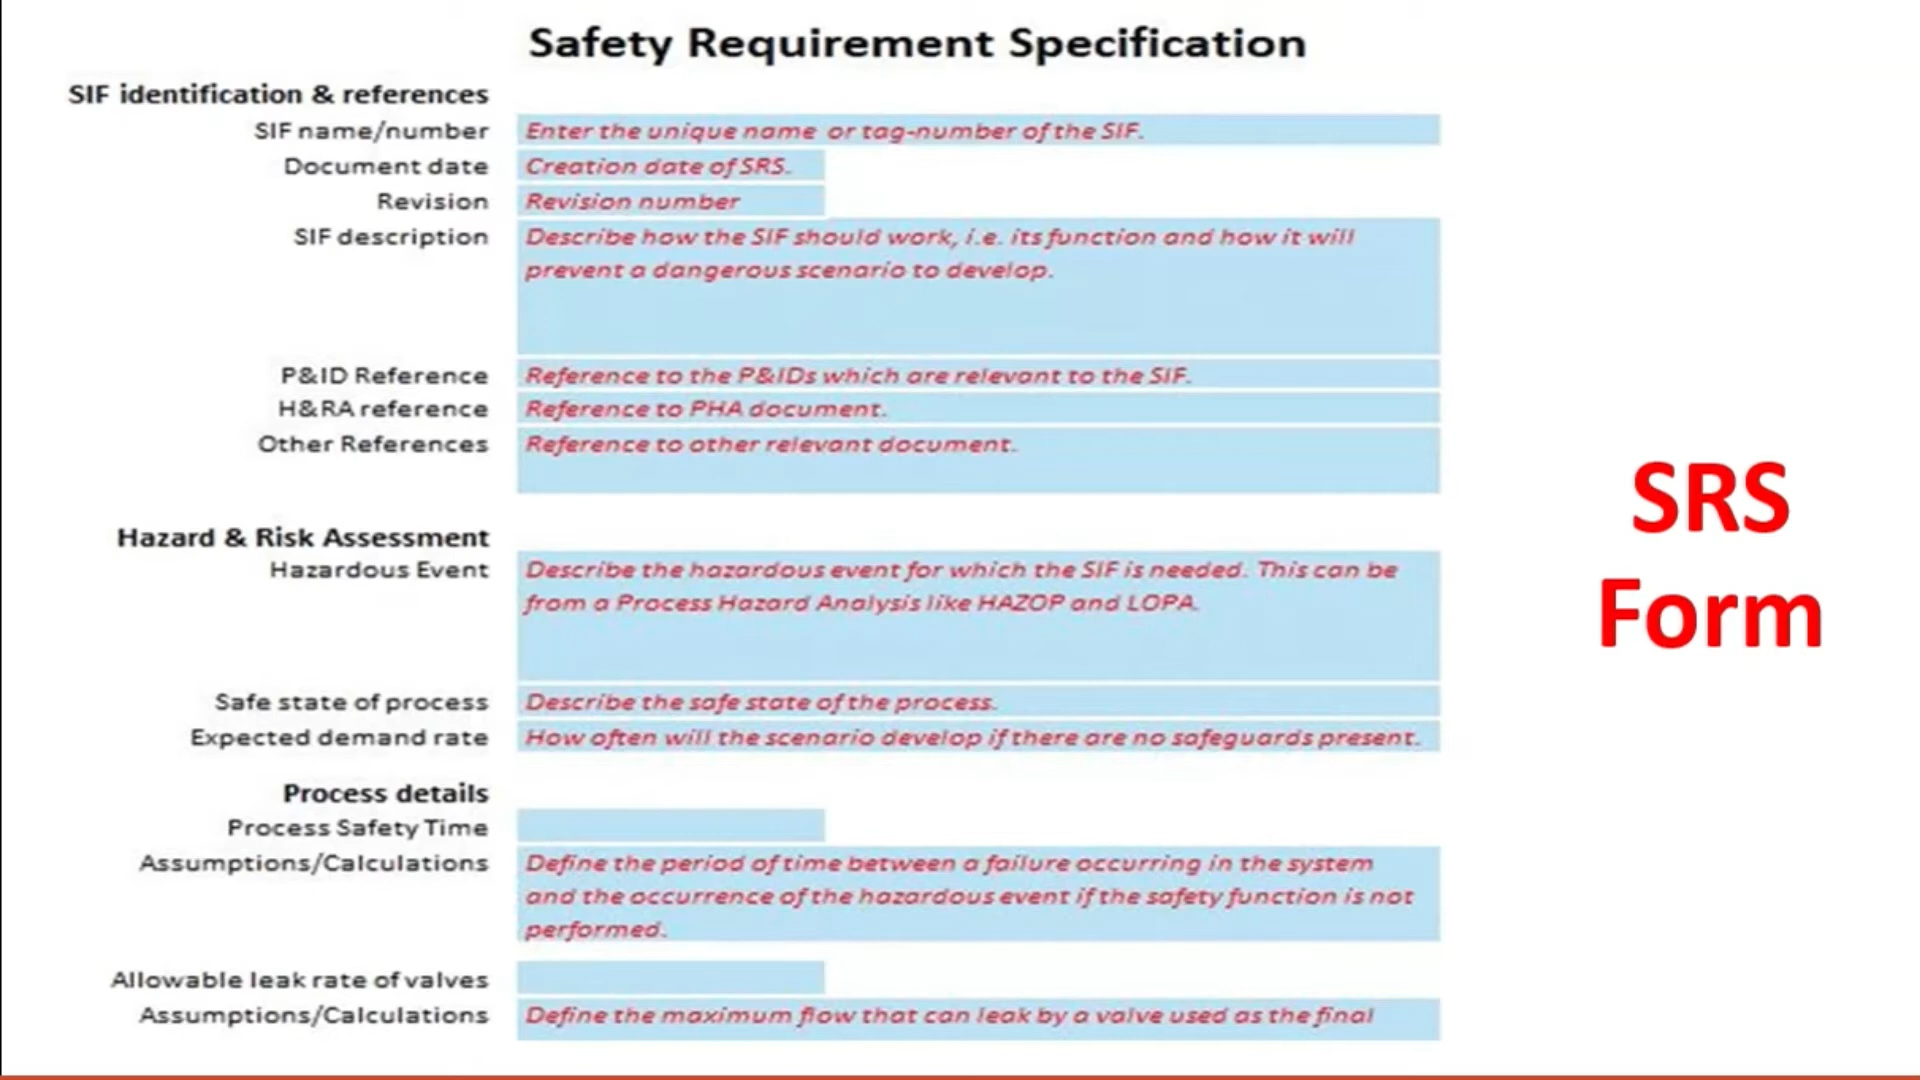 Safety Requirement Specification
SIF identification & references
SIF name/number Enter the unique name or tag-number of the SIF.
Document date Creation date of SRS.
Revision Revision number
SIF description Describe how the SIF should work, i.e. its function and how it will
prevent a dangerous scenario to develop.
P&ID Reference Reference to the P&IDs which are relevant to the SIF.
H&RA reference Reference to PHA document.
Other References Reference to other relevant document.
Hazard & Risk Assessment
Hazardous Event Describe the hazardous event for which the SIF is needed. This can be
from a Process Hazard Analysis like HAZOP and LOPA.
Safe state of process Describe the safe state of the process.
Expected demand rate How often will the scenario develop if there are no safeguards present.
Process details
Process Safety Time
Assumptions/Calculations Define the period of time between a failure occurring in the system
and the occurrence of the hazardous event if the safety function is not
performed.
Allowable leak rate of valves
Assumptions/Calculations Define the maximum flow that can leak by a valve used as the final
SRS
Form